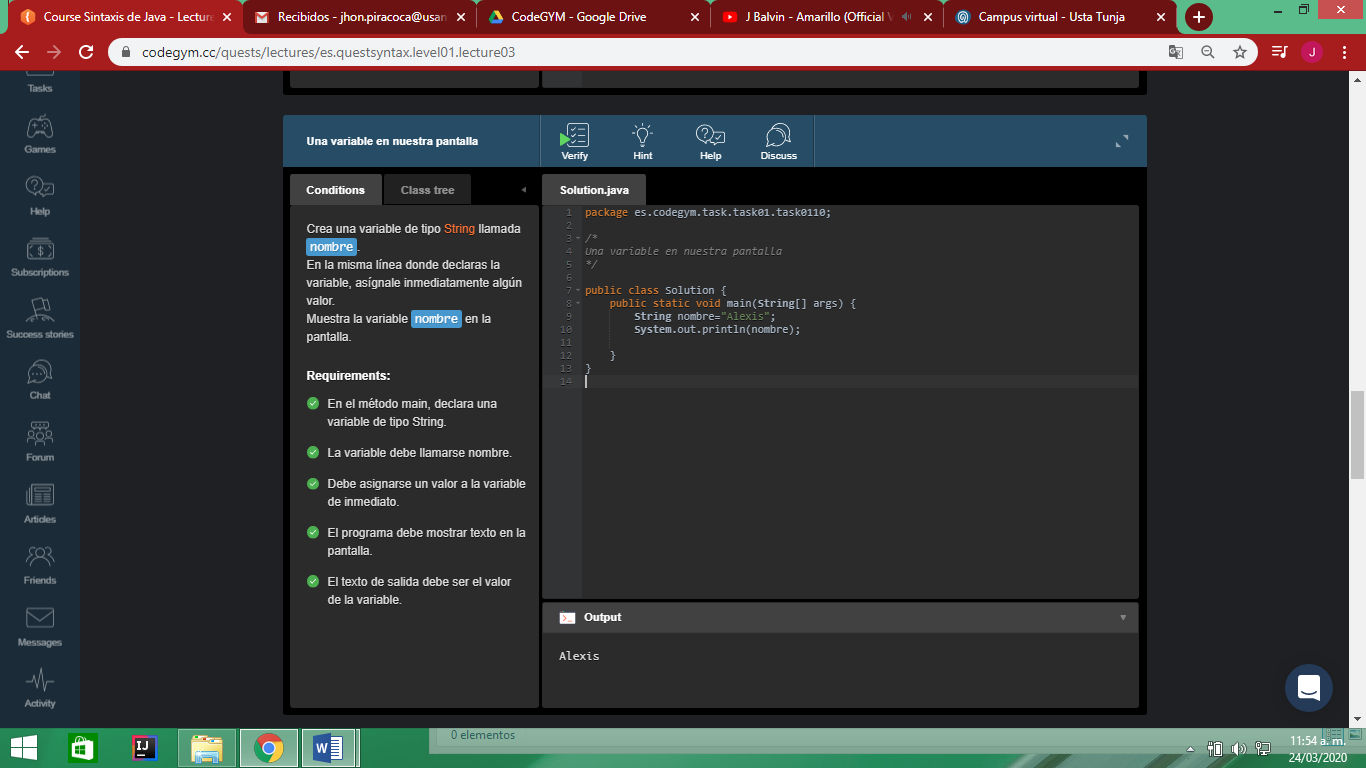 Course Sintaxis de Java - Lecture
Recibidos - jhon.piracoca@usan
CodeGYM - Google Drive
J Balvin - Amarillo (Official V
Campus virtual - Usta Tunja
codegym.cc/quests/lectures/es.questsyntax.level01.lecture03
J
Tasks
Games
Help
Subscriptions
Success stories
Chat
Forum
Articles
Friends
Messages
Activity
Una variable en nuestra pantalla
Verify
Hint
Help
Discuss
Conditions
Class tree
Crea una variable de tipo String llamada
nombre.
En la misma línea donde declaras la
variable, asígnale inmediatamente algún
valor.
Muestra la variable nombre en la
pantalla.
Requirements:
En el método main, declara una
variable de tipo String.
La variable debe llamarse nombre.
Debe asignarse un valor a la variable
de inmediato.
El programa debe mostrar texto en la
pantalla.
El texto de salida debe ser el valor
de la variable.
Solution.java
1 package es.codegym.task.task01.task0110;
2
3 /*
4 Una variable en nuestra pantalla
5 */
6
7 public class Solution {
8 public static void main(String[] args) {
9 String nombre="Alexis";
10 System.out.println(nombre);
11
12 }
13 }
14
Output
Alexis
IJ
W
0 elementos
11:54 a. m.
24/03/2020